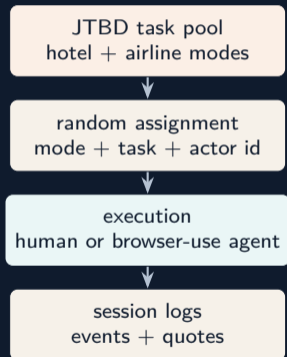 JTBD task pool
hotel + airline modes
random assignment
mode + task + actor id
execution
human or browser-use agent
session logs
events + quotes